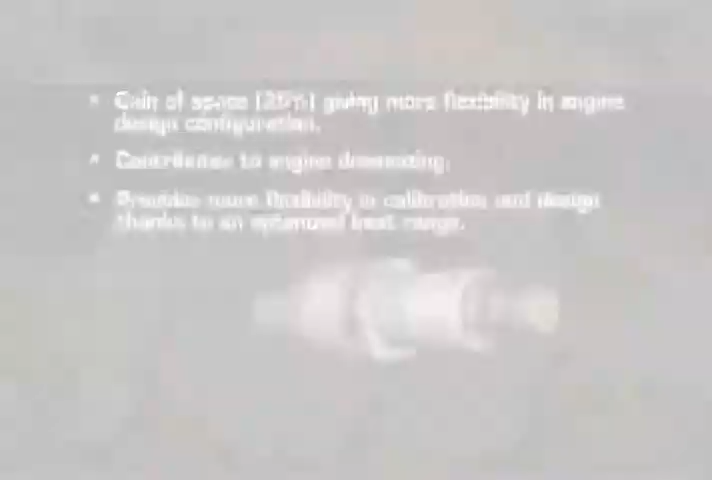 • Gain of space giving more flexibility in engine
design configuration.
• Contributes to engine downsizing.
• Provides more flexibility in calibration and design
thanks to an optimized heat range.